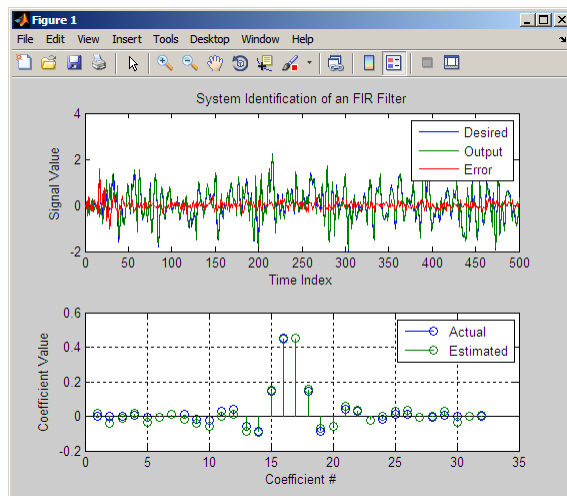 Figure 1
File Edit View Insert Tools Desktop Window Help
System Identification of an FIR Filter
4
2
0
-2
Signal Value
Desired
Output
Error
0 50 100 150 200 250 300 350 400 450 500
Time Index
0.6
0.4
0.2
0
-0.2
Coefficient Value
Actual
Estimated
0 5 10 15 20 25 30 35
Coefficient #